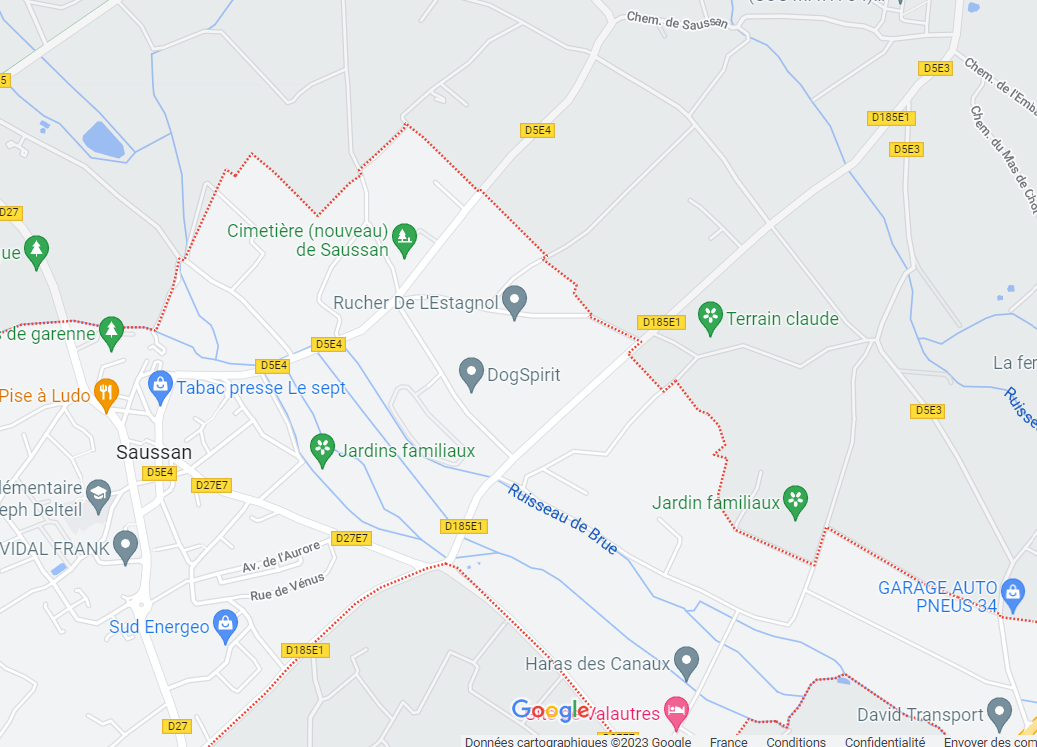 Chem. de Saussan
D5E3
Chem. de l'Emba
5
D185E1
D5E4
D5E3
Chem. du Mas de Chot
D27
Cimetière (nouveau)
de Saussan
ue
Rucher De L'Estagnol
D185E1
Terrain claude
s de garenne
D5E4
La fer
D5E4
DogSpirit
Tabac presse Le sept
Pise à Ludo
Ruisse
D5E3
Saussan
Jardins familiaux
D5E4
D27E7
lémentaire
eph Delteil
Ruisseau de Brue
Jardin familiaux
D185E1
D27E7
VIDAL FRANK
Av. de l'Aurore
Rue de Vénus
GARAGE AUTO
PNEUS 34
Sud Energeo
D185E1
Haras des Canaux
Google
Valautres
David Transport
D27
Données cartographiques ©2023 Google France Conditions Confidentialité Envoyer des com